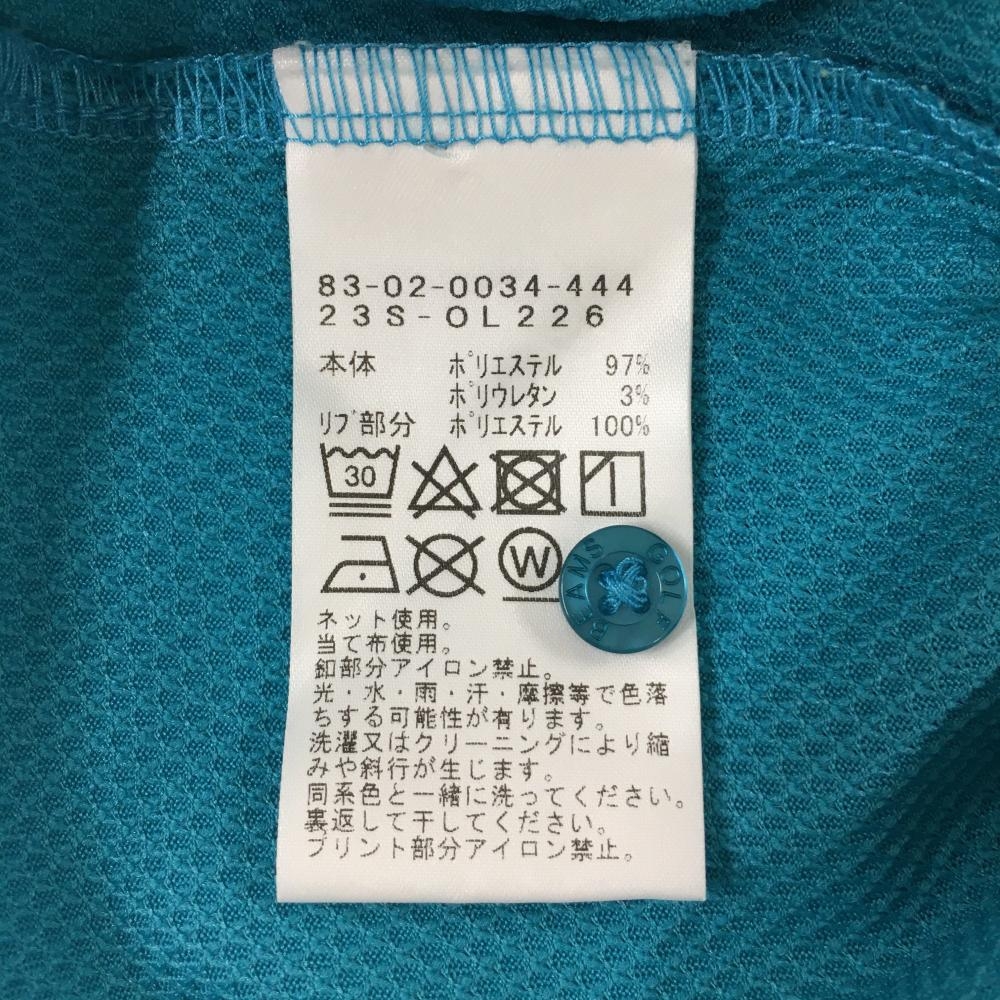 83-02-0034-444
23S-OL226
本体 ポリエステル 97%
ポリウレタン 3%
リブ部分 ポリエステル 100%
30
W
BEAMS GOLF
ネット使用。
当て布使用。
釦部分アイロン禁止。
光・水・雨・汗・摩擦等で色落
ちする可能性が有ります。
洗濯又はクリーニングにより縮
みや斜行が生じます。
同系色と一緒に洗ってください。
裏返して干してください。
プリント部分アイロン禁止。